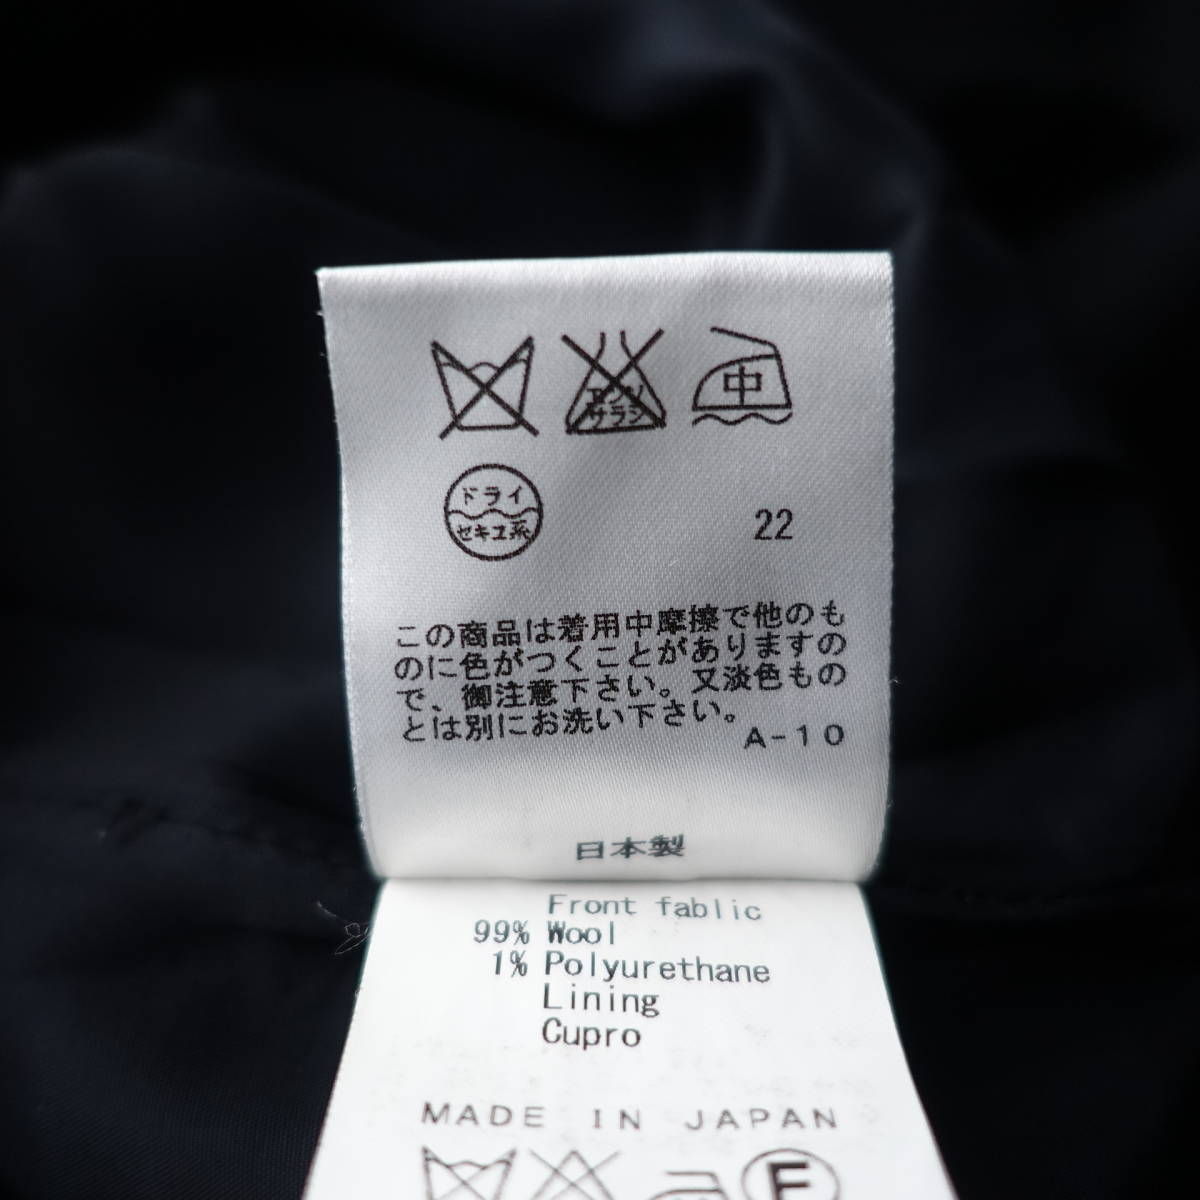 エンソ
サラシ
中
ドライ
セキユ系
22
この商品は着用中摩擦で他のも
のに色がつくことがありますの
で、御注意下さい。又淡色もの
とは別にお洗い下さい。
A-10
日本製
Front fablic
99% Wool
1% Polyurethane
Lining
Cupro
MADE IN JAPAN
F